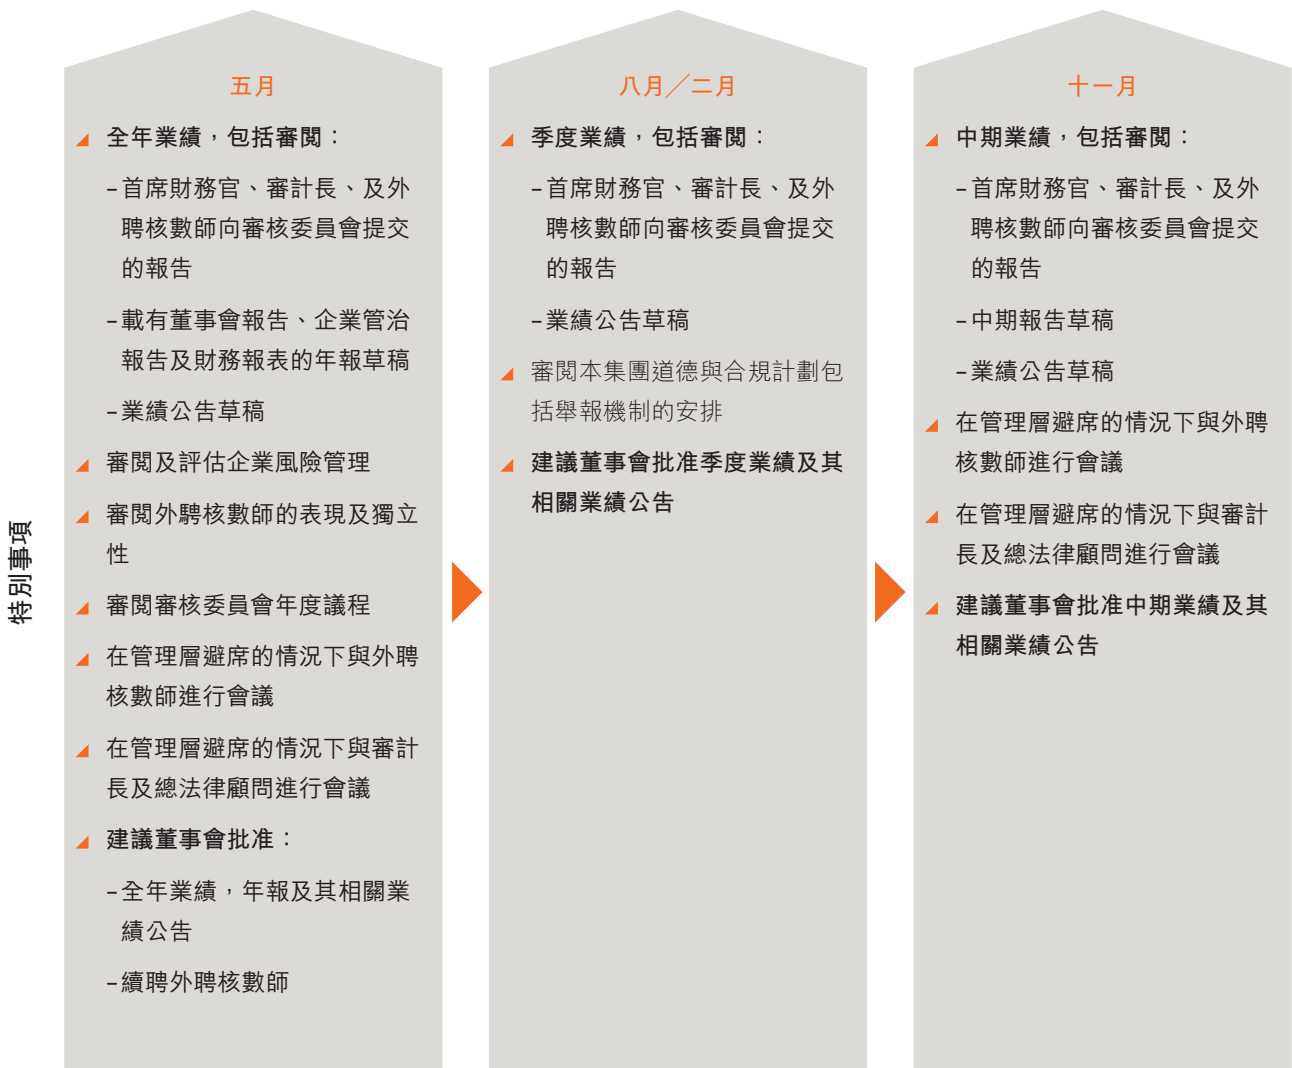 特別事項
五月
全年業績，包括審閲：
–首席財務官、審計長、及外
聘核數師向審核委員會提交
的報告
–載有董事會報告、企業管治
報告及財務報表的年報草稿
–業績公告草稿
審閲及評估企業風險管理
審閲外聘核數師的表現及獨立
性
審閲審核委員會年度議程
在管理層避席的情況下與外聘
核數師進行會議
在管理層避席的情況下與審計
長及總法律顧問進行會議
建議董事會批准：
–全年業績，年報及其相關業
績公告
–續聘外聘核數師
八月／二月
季度業績，包括審閲：
–首席財務官、審計長、及外
聘核數師向審核委員會提交
的報告
–業績公告草稿
審閲本集團道德與合規計劃包
括舉報機制的安排
建議董事會批准季度業績及其
相關業績公告
十一月
中期業績，包括審閲：
–首席財務官、審計長、及外
聘核數師向審核委員會提交
的報告
–中期報告草稿
–業績公告草稿
在管理層避席的情況下與外聘
核數師進行會議
在管理層避席的情況下與審計
長及總法律顧問進行會議
建議董事會批准中期業績及其
相關業績公告